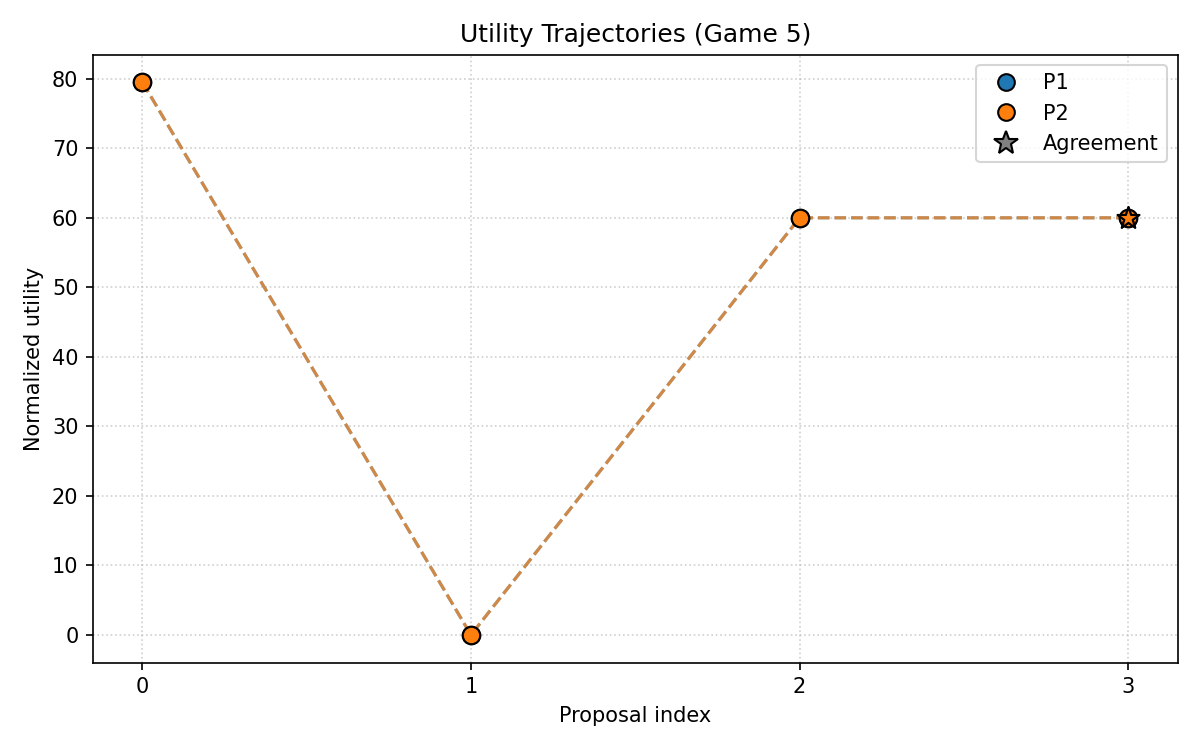 Utility Trajectories (Game 5)
P1
P2
Agreement
Normalized utility
80
70
60
50
40
30
20
10
0
0 1 2 3
Proposal index